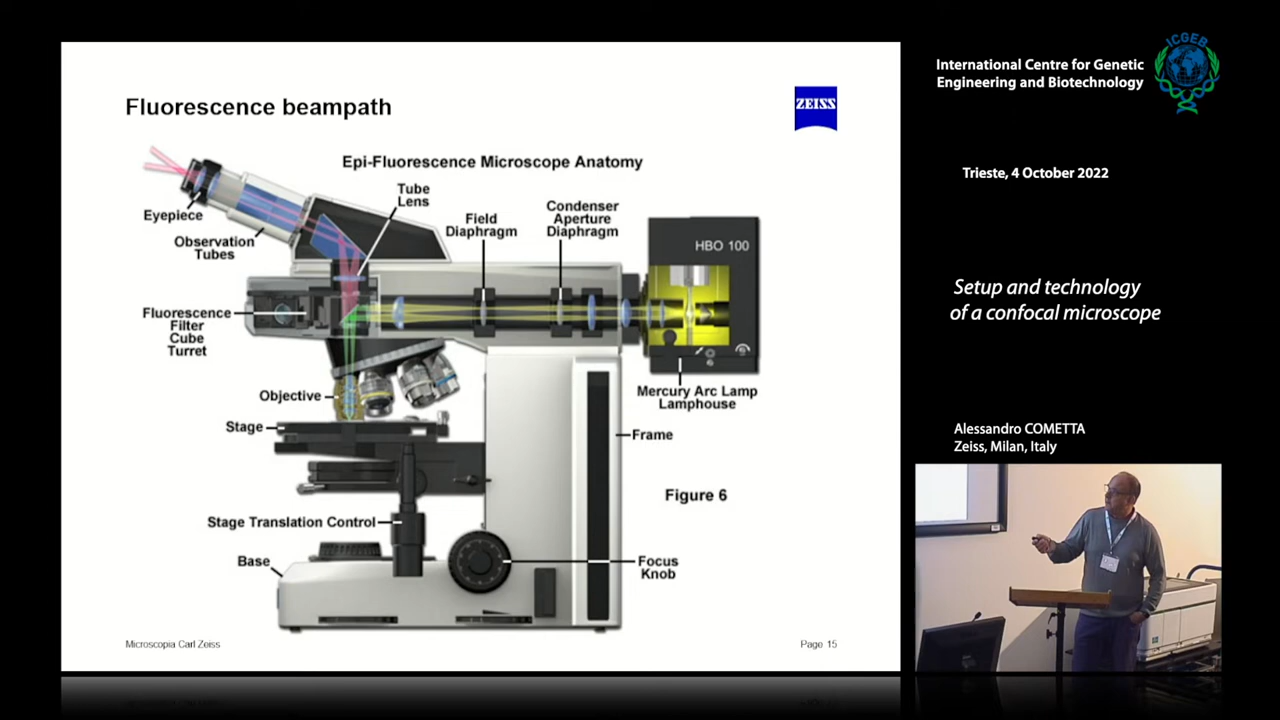 Fluorescence beampath
ZEISS
Epi-Fluorescence Microscope Anatomy
Tube
Lens
Eyepiece
Observation
Tubes
Field
Diaphragm
Condenser
Aperture
Diaphragm
HBO 100
Fluorescence
Filter
Cube
Turret
Objective
Mercury Arc Lamp
Lamphouse
Stage
Frame
Figure 6
Stage Translation Control
Base
Focus
Knob
Microscopia Carl Zeiss
Page 15
International Centre for Genetic
Engineering and Biotechnology
ICGEB
Trieste, 4 October 2022
Setup and technology
of a confocal microscope
Alessandro COMETTA
Zeiss, Milan, Italy